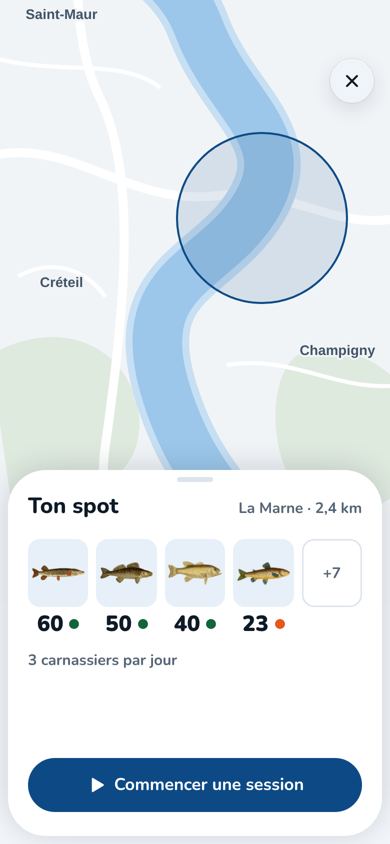 Saint-Maur
Créteil
Champigny
Ton spot
La Marne · 2,4 km
+7
60
50
40
23
3 carnassiers par jour
Commencer une session